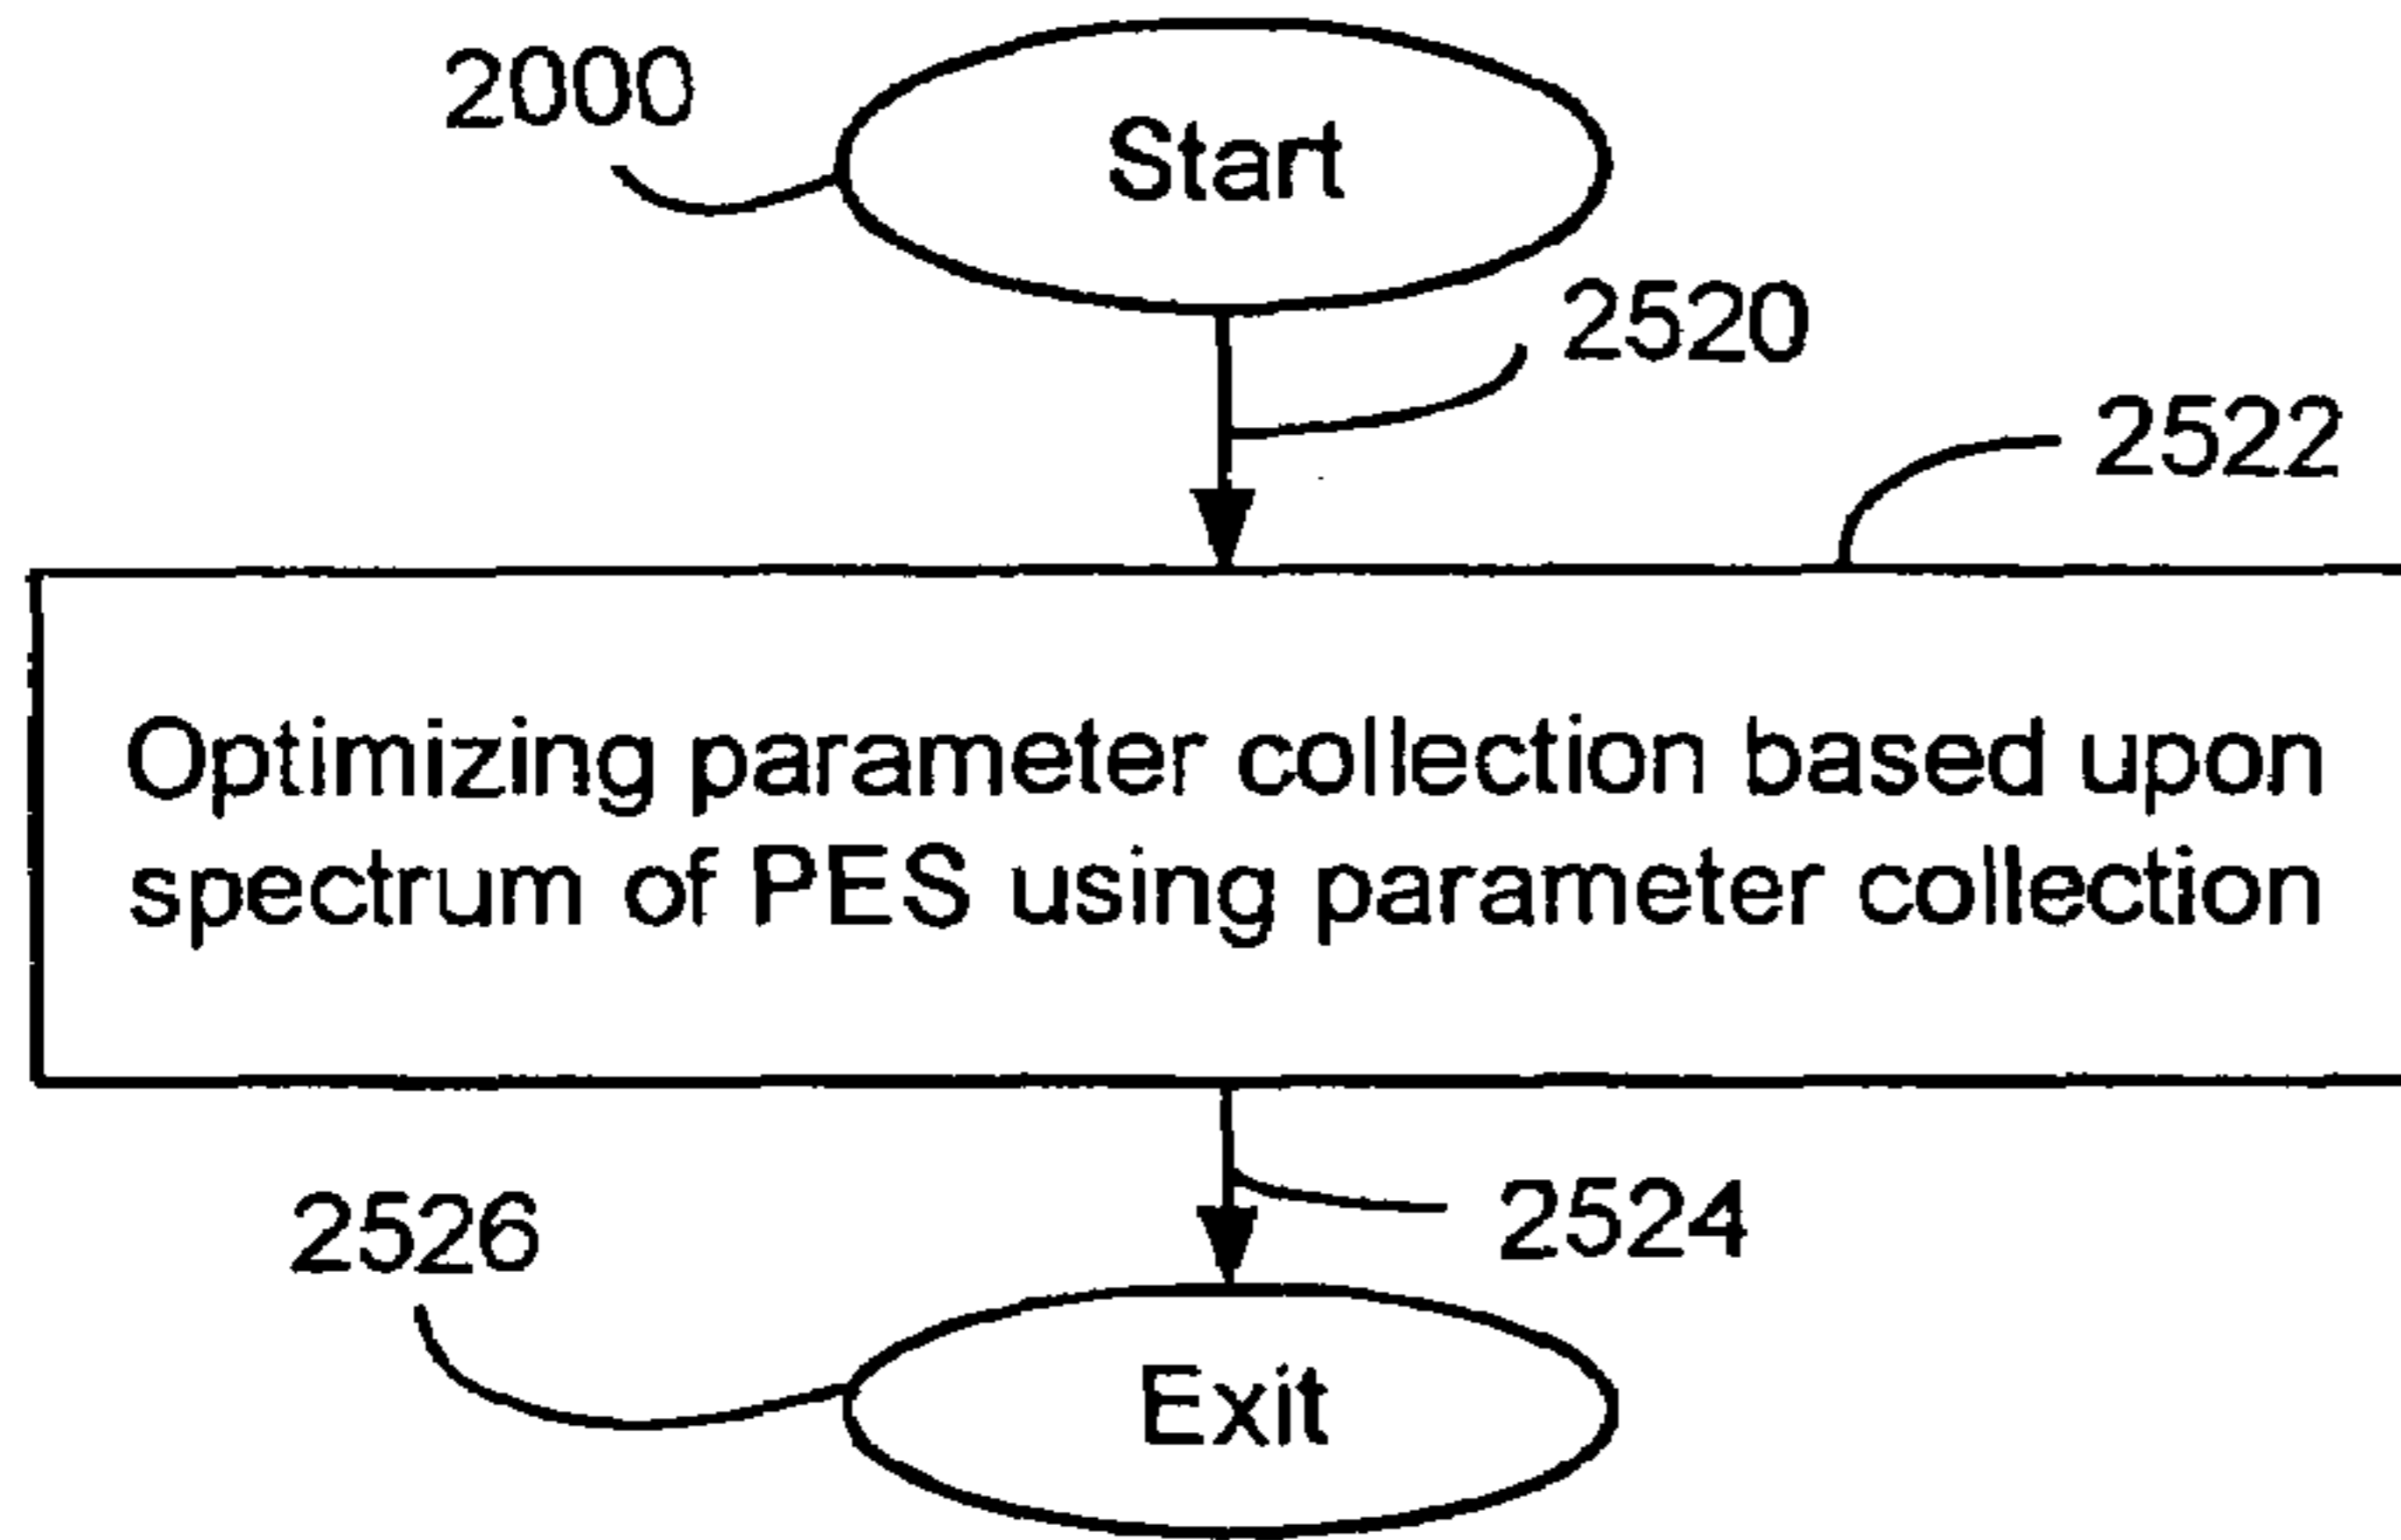 2000
Start
2520
2522
Optimizing parameter collection based upon
spectrum of PES using parameter collection
2524
2526
Exit